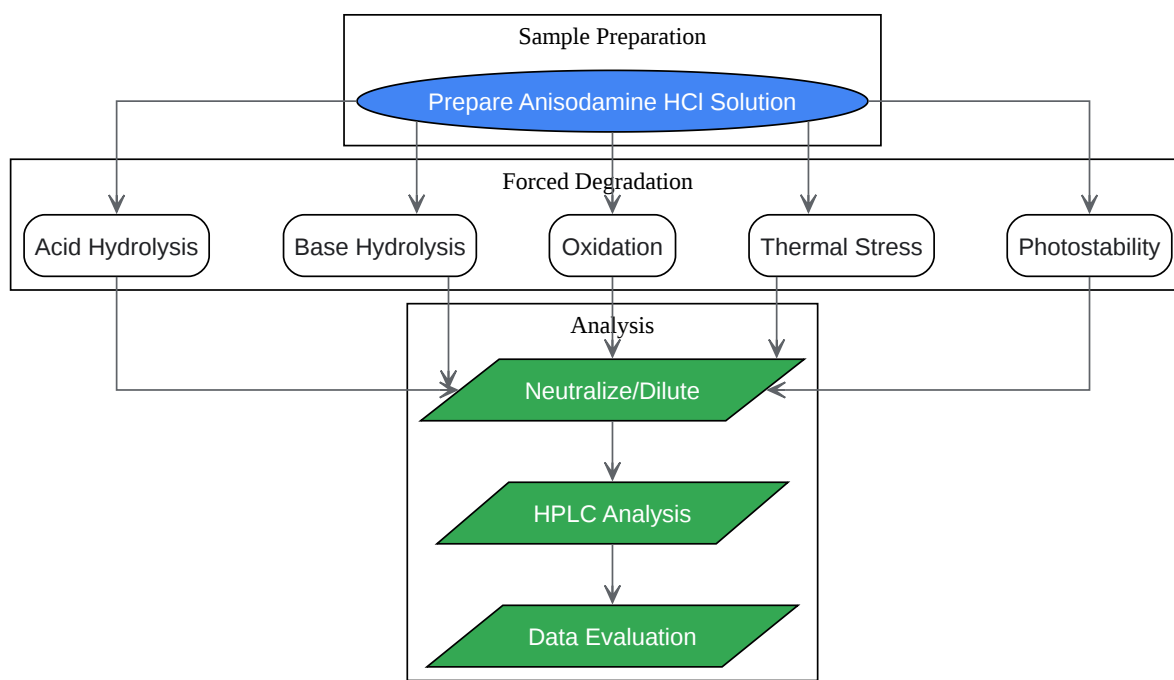 Sample Preparation
Prepare Anisodamine HCl Solution
Forced Degradation
Acid Hydrolysis
Base Hydrolysis
Oxidation
Thermal Stress
Photostability
Analysis
Neutralize/Dilute
HPLC Analysis
Data Evaluation